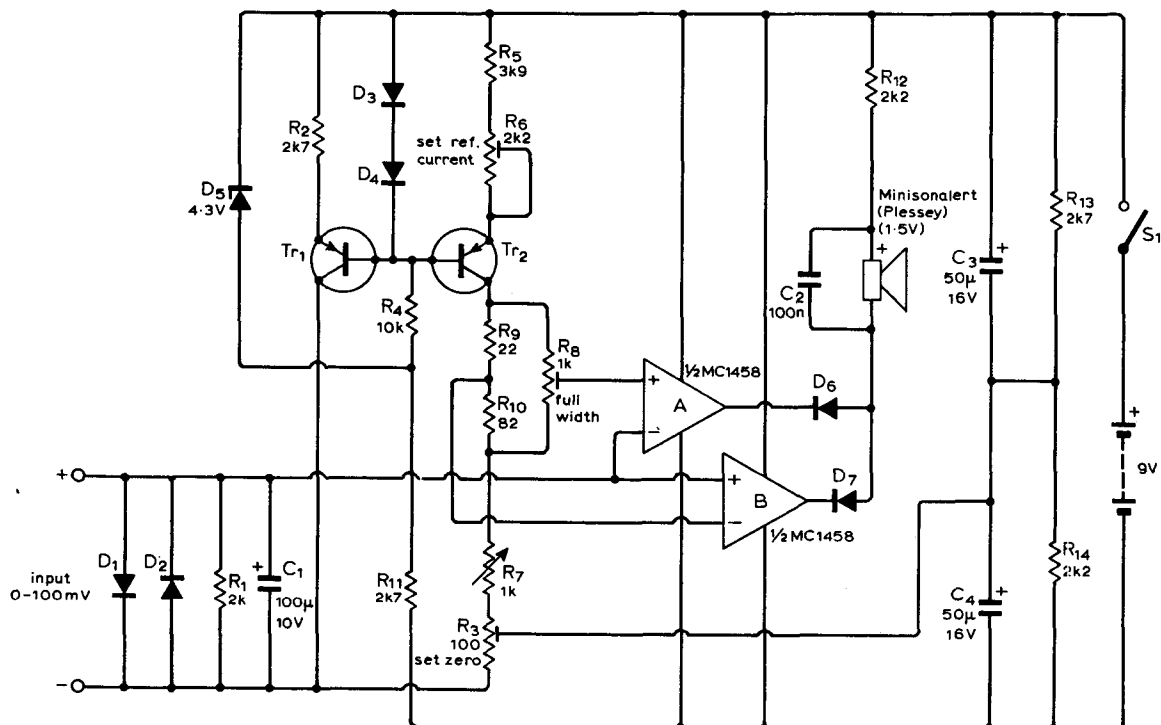 R5
3k9
R12
2k2
D3
R2
2k7
R6
2k2
set ref.
current
D4
D5
4·3V
Minisonalert
(Plessey)
(1·5V)
R13
2k7
S1
Tr1
Tr2
+
C3
50µ
16V
+
C2
100n
R4
10k
R9
22
R8
1k
½MC1458
D6
full
width
R10
82
+
A
−
+
D7
+
9V
+
B
−
½MC1458
D1
D2
R1
2k
+
C1
100µ
10V
input
0-100mV
R11
2k7
R7
1k
R14
2k2
C4
50µ
16V
+
R3
100
set zero
−